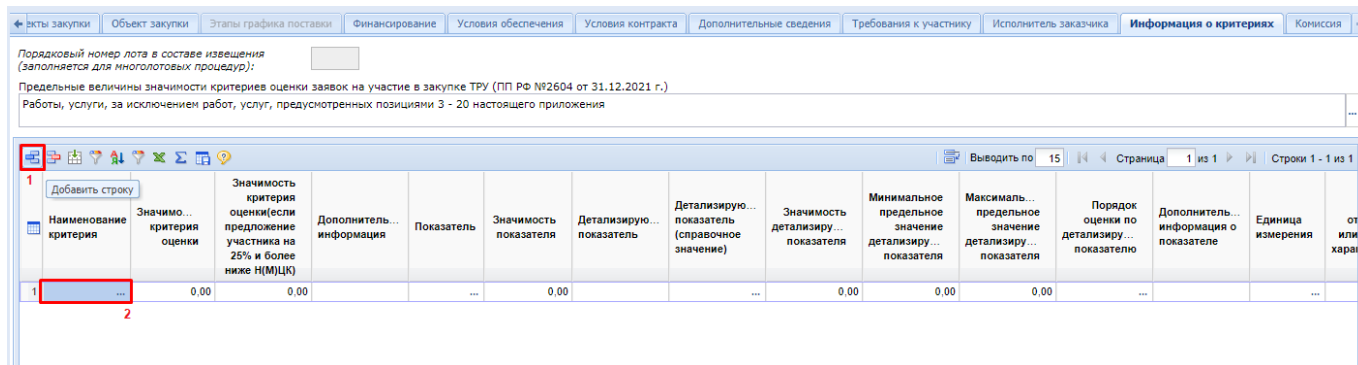 екты закупки Объект закупки Этапы графика поставки Финансирование Условия обеспечения Условия контракта Дополнительные сведения Требования к участнику Исполнитель заказчика Информация о критериях Комиссия
Порядковый номер лота в составе извещения
(заполняется для многолотовых процедур):
Предельные величины значимости критериев оценки заявок на участие в закупке ТРУ (ПП РФ №2604 от 31.12.2021 г.)
Работы, услуги, за исключением работ, услуг, предусмотренных позициями 3 - 20 настоящего приложения
...
Выводить по 15 Страница 1 из 1 Строки 1 - 1 из 1
1
Добавить строку
Наименование критерия
Значимо... критерия оценки
Значимость критерия оценки(если предложение участника на 25% и более ниже Н(М)ЦК)
Дополнитель... информация
Показатель
Значимость показателя
Детализирую... показатель
Детализирую... показатель (справочное значение)
Значимость детализиру... показателя
Минимальное предельное значение детализиру... показателя
Максималь... предельное значение детализиру... показателя
Порядок оценки по детализиру... показателю
Дополнитель... информация о показателе
Единица измерения
от или харак
1 ... 0,00 0,00 ... 0,00 ... 0,00 0,00 0,00 ... ...
2